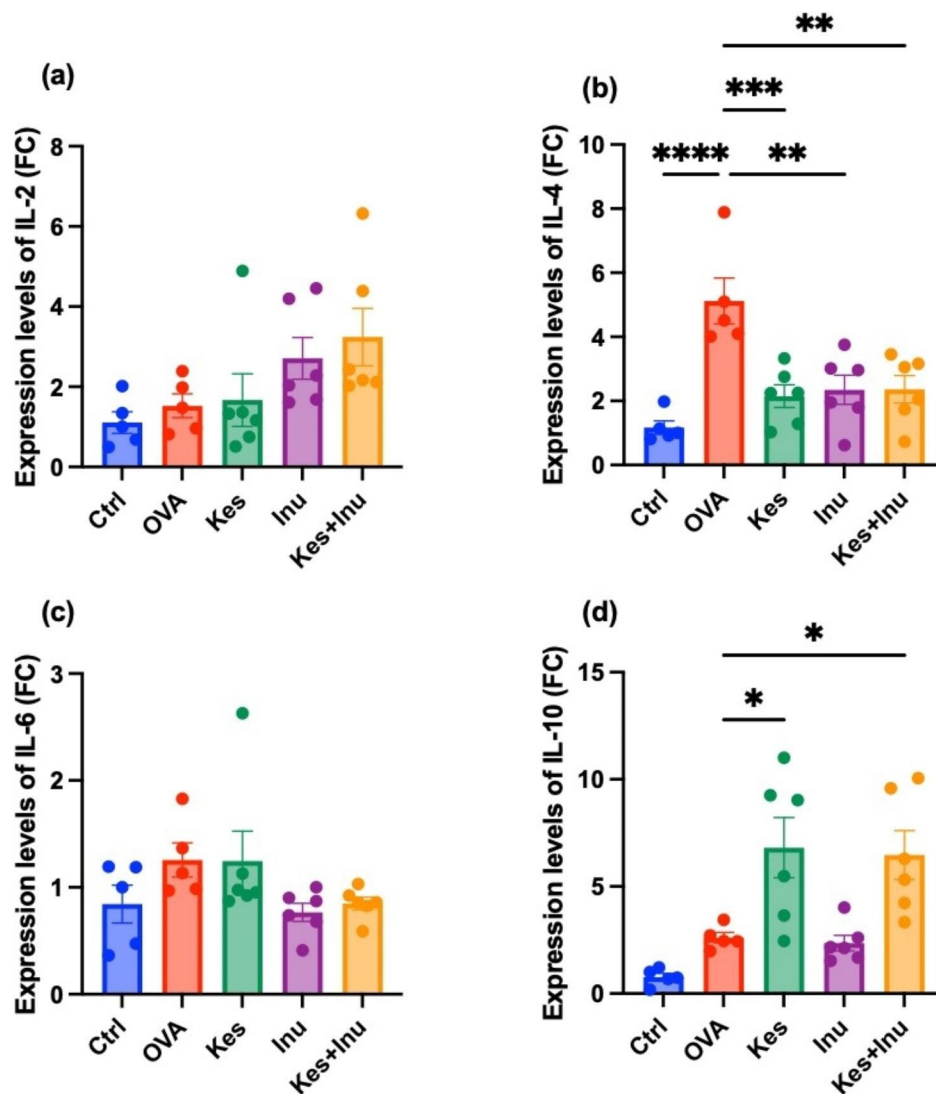 (a)
Expression levels of IL-2 (FC)
8
6
4
2
0
Ctrl
OVA
Kes
Inu
Kes+Inu
(b)
Expression levels of IL-4 (FC)
**
***
**** **
10
8
6
4
2
0
Ctrl
OVA
Kes
Inu
Kes+Inu
(c)
Expression levels of IL-6 (FC)
3
2
1
0
Ctrl
OVA
Kes
Inu
Kes+Inu
(d)
Expression levels of IL-10 (FC)
*
*
15
10
5
0
Ctrl
OVA
Kes
Inu
Kes+Inu